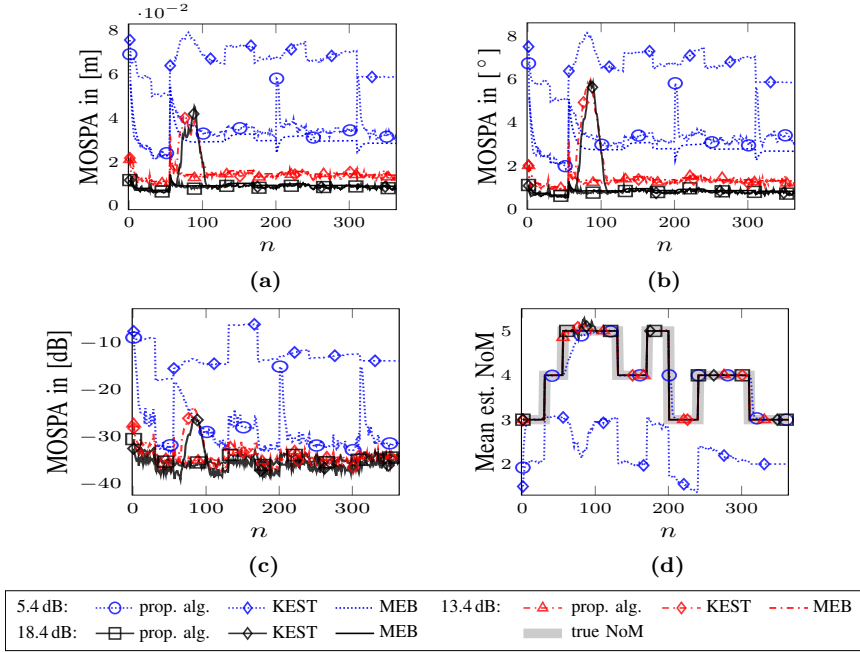 ·10⁻²
8
6
4
2
0
MOSPA in [m]
0 100 200 300
n
(a)
8
6
4
2
0
MOSPA in [°]
0 100 200 300
n
(b)
−10
−20
−30
−40
MOSPA in [dB]
0 100 200 300
n
(c)
5
4
3
2
Mean est. NoM
0 100 200 300
n
(d)
5.4 dB: prop. alg. KEST MEB 13.4 dB: prop. alg. KEST MEB
18.4 dB: prop. alg. KEST MEB true NoM